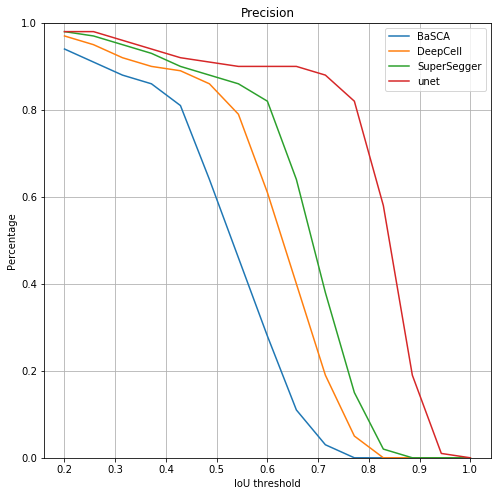 Precision
BaSCA
DeepCell
SuperSegger
unet
Percentage
1.0
0.8
0.6
0.4
0.2
0.0
0.2 0.3 0.4 0.5 0.6 0.7 0.8 0.9 1.0
IoU threshold